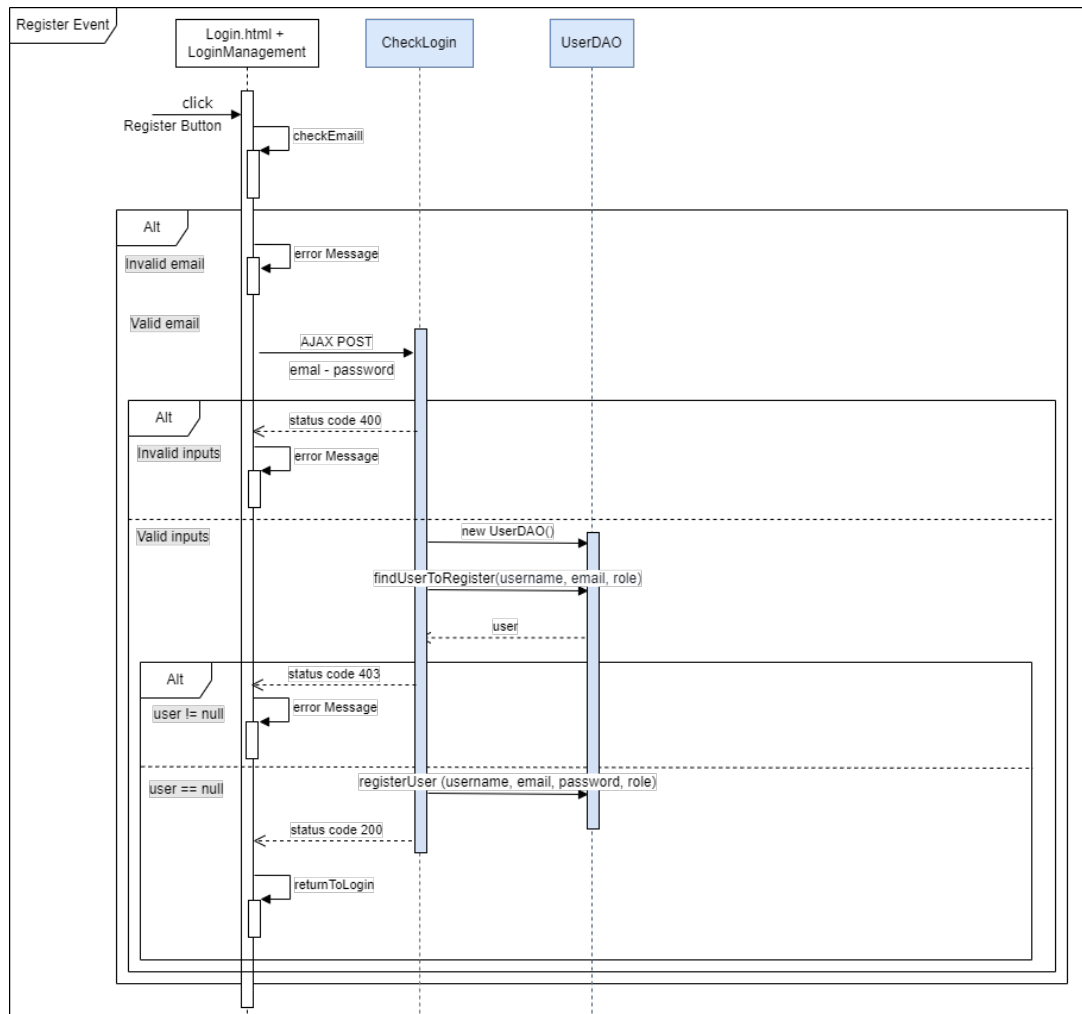 Register Event
Login.html +
LoginManagement
CheckLogin
UserDAO
click
Register Button
checkEmaill
Alt
error Message
Invalid email
Valid email
AJAX POST
emal - password
Alt
status code 400
Invalid inputs
error Message
Valid inputs
new UserDAO()
findUserToRegister(username, email, role)
user
Alt
status code 403
user != null
error Message
registerUser (username, email, password, role)
user == null
status code 200
returnToLogin